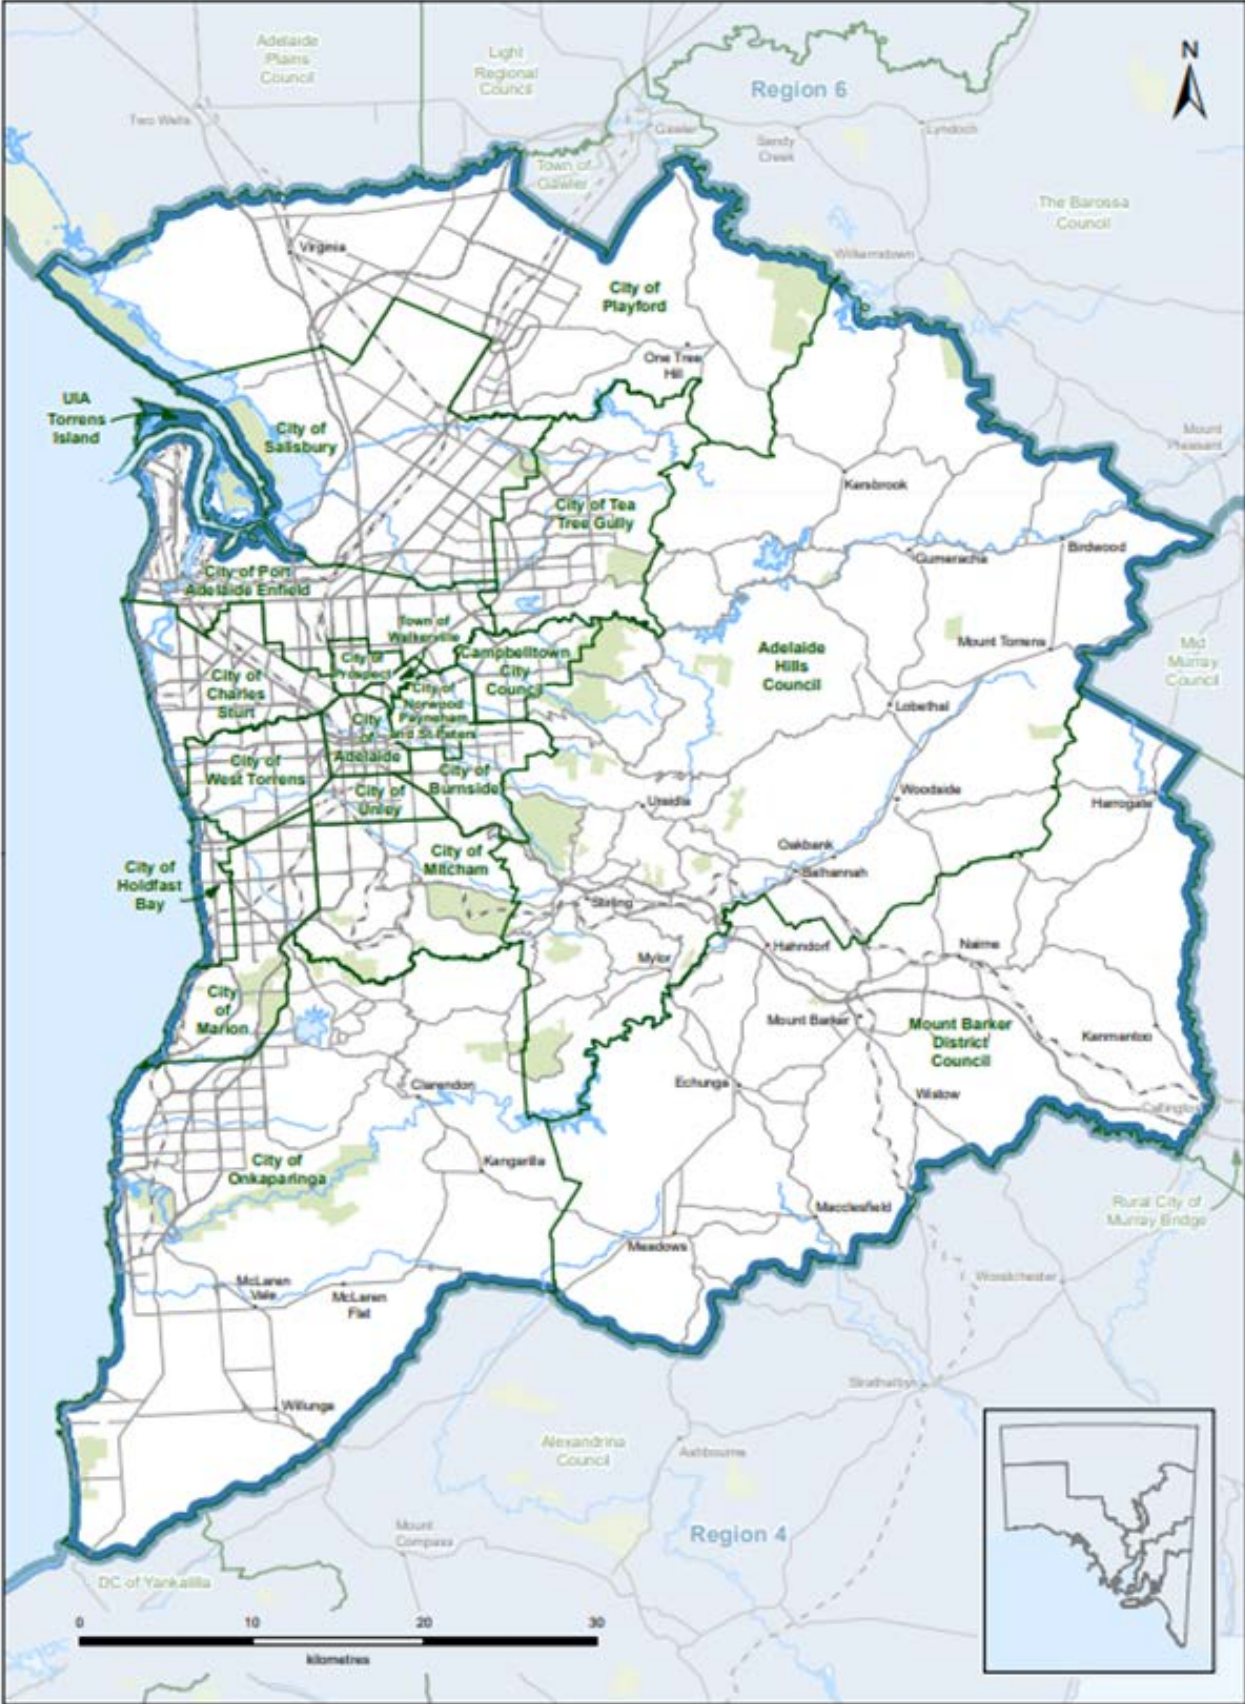 N
Adelaide
Plains
Council
Light
Regional
Council
Region 6
Two Wells
Gawler
Sandy
Creek
Lyndoch
Town of
Gawler
The Barossa
Council
Virginia
Williamstown
City of
Playford
One Tree
Hill
UIA
Torrens
Island
City of
Salisbury
Mount
Pleasant
Kersbrook
City of Tea
Tree Gully
Birdwood
Gumeracha
City of Port
Adelaide Enfield
Town of
Walkerville
Mount Torrens
Mid
Murray
Council
City of
Prospect
Campbelltown
City
Council
Adelaide
Hills
Council
City of
Charles
Sturt
City of
Norwood
Payneham
and St Peters
Lobethal
City
of
Adelaide
City of
West Torrens
City of
Burnside
City of
Unley
Uraidla
Woodside
Harrogate
City of
Mitcham
Oakbank
Balhannah
City of
Holdfast
Bay
Stirling
Hahndorf
Nairne
Mylor
City
of
Marion
Mount Barker
Mount Barker
District
Council
Kanmantoo
Clarendon
Echunga
Wistow
Callington
City of
Onkaparinga
Kangarilla
Macclesfield
Rural City of
Murray Bridge
Meadows
McLaren
Vale
McLaren
Flat
Woodchester
Strathalbyn
Willunga
Alexandrina
Council
Ashbourne
Mount
Compass
Region 4
DC of Yankalilla
0 10 20 30
kilometres